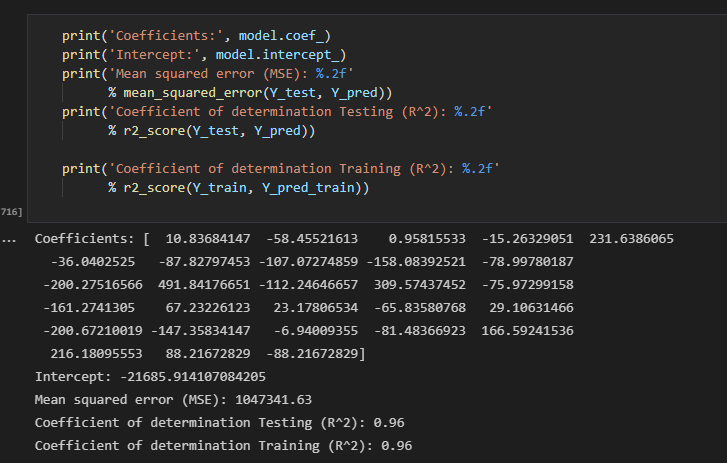 print('Coefficients:', model.coef_)
print('Intercept:', model.intercept_)
print('Mean squared error (MSE): %.2f'
% mean_squared_error(Y_test, Y_pred))
print('Coefficient of determination Testing (R^2): %.2f'
% r2_score(Y_test, Y_pred))
print('Coefficient of determination Training (R^2): %.2f'
% r2_score(Y_train, Y_pred_train))
716]
... Coefficients: [ 10.83684147 -58.45521613 0.95815533 -15.26329051 231.6386065
-36.0402525 -87.82797453 -107.07274859 -158.08392521 -78.99780187
-200.27516566 491.84176651 -112.24646657 309.57437452 -75.97299158
-161.2741305 67.23226123 23.17806534 -65.83580768 29.10631466
-200.67210019 -147.35834147 -6.94009355 -81.48366923 166.59241536
216.18095553 88.21672829 -88.21672829]
Intercept: -21685.914107084205
Mean squared error (MSE): 1047341.63
Coefficient of determination Testing (R^2): 0.96
Coefficient of determination Training (R^2): 0.96